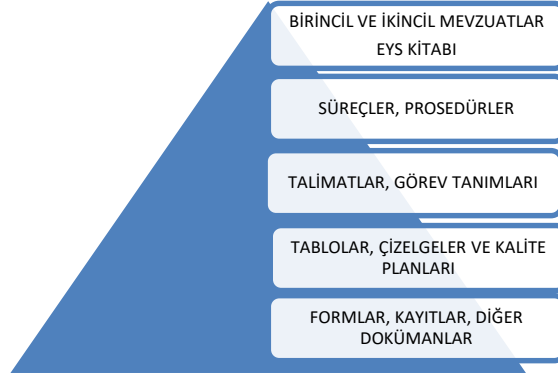 BİRİNCİL VE İKİNCİL MEVZUATLAR
EYS KİTABI
SÜREÇLER, PROSEDÜRLER
TALİMATLAR, GÖREV TANIMLARI
TABLOLAR, ÇİZELGELER VE KALİTE
PLANLARI
FORMLAR, KAYITLAR, DİĞER
DOKÜMANLAR